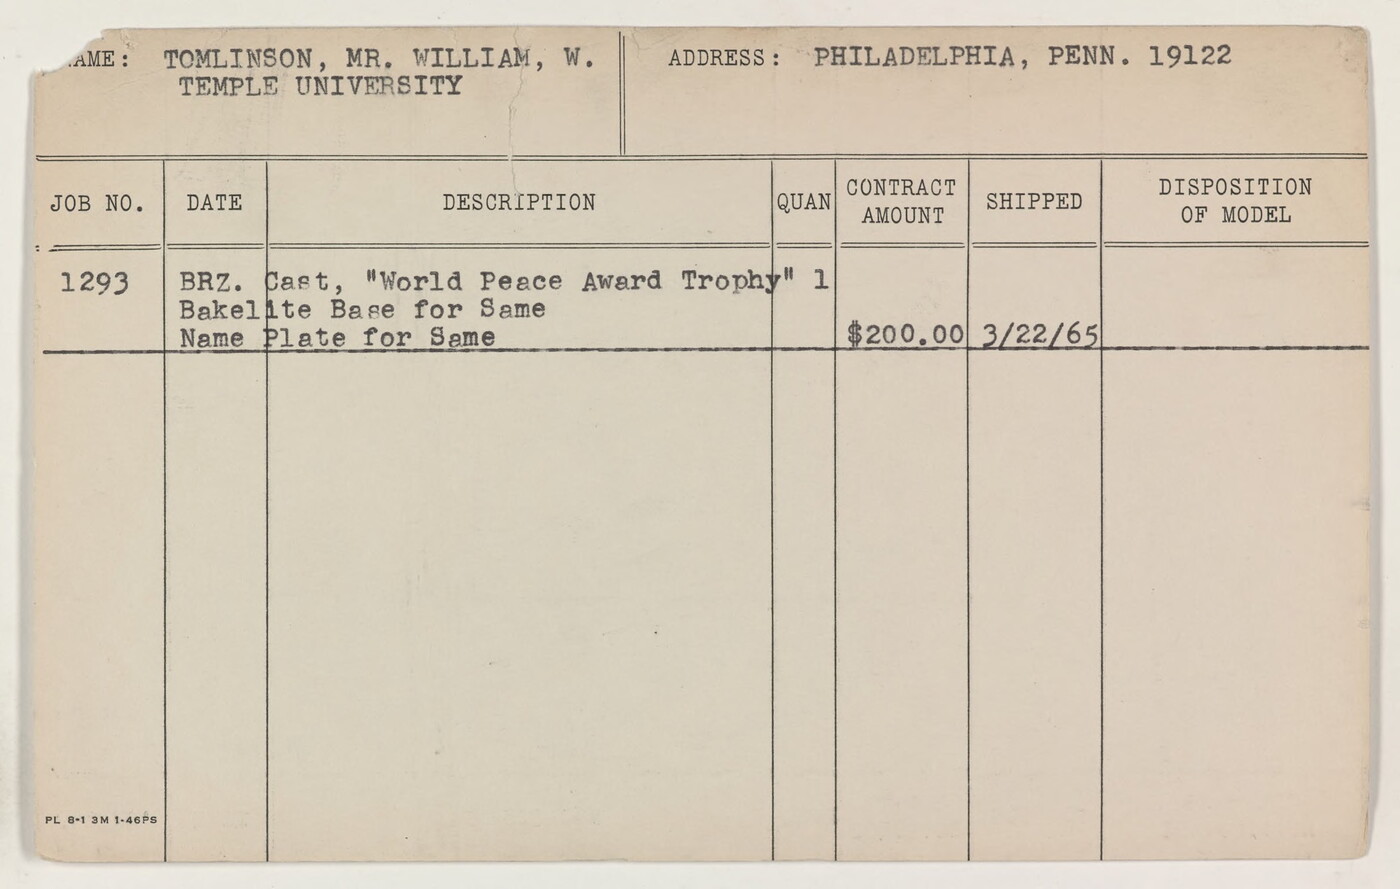 AME: TOMLINSON, MR. WILLIAM, W. ADDRESS: PHILADELPHIA, PENN. 19122
TEMPLE UNIVERSITY
JOB NO. DATE DESCRIPTION QUAN CONTRACT AMOUNT SHIPPED DISPOSITION OF MODEL
1293 BRZ. Cast, "World Peace Award Trophy" 1
Bakelite Base for Same
Name Plate for Same $200.00 3/22/65
PL 8-1 3M 1-46PS